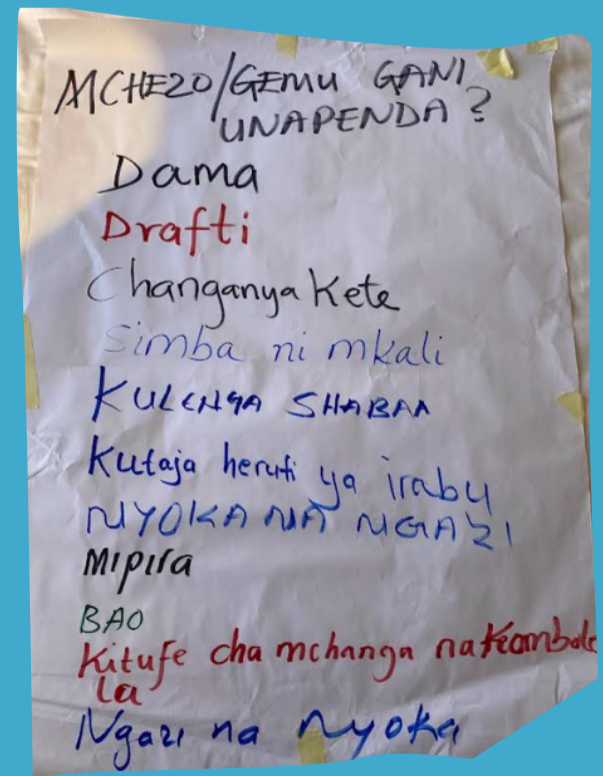 MCHEZO/GEMU GANI
UNAPENDA?
Dama
Drafti
Changanya Kete
Simba ni mkali
KULENGA SHABAA
Kutaja herufi ya irabu
NYOKA NA NGAZI
Mipira
BAO
Kitufe cha mchanga na kombole
la
Ngazi na Nyoka